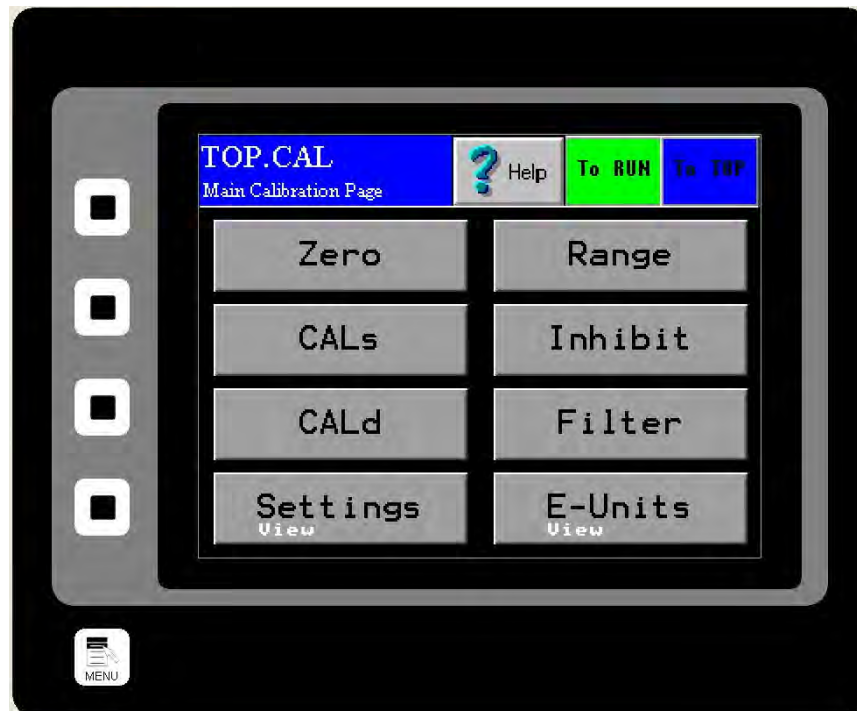 TOP.CAL
Main Calibration Page
Help
To RUN
To TOP
Zero
Range
CALs
Inhibit
CALd
Filter
Settings
View
E-Units
View
MENU